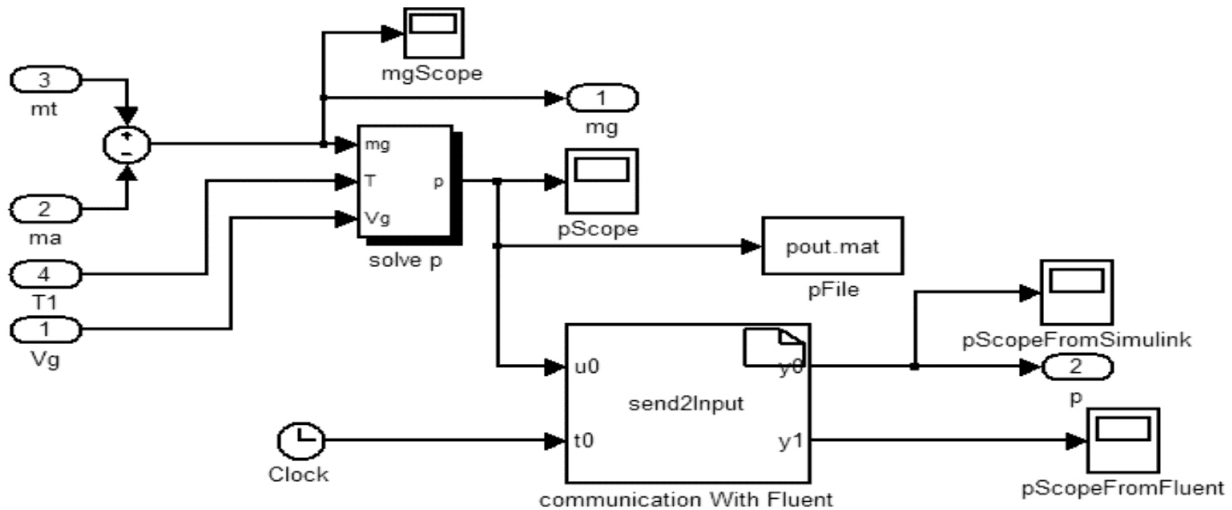 mgScope
3
mt
1
mg
+
−
mg
T
p
Vg
solve p
pScope
2
ma
pout.mat
pFile
4
T1
1
Vg
pScopeFromSimulink
2
p
u0
y0
send2Input
t0
y1
Clock
communication With Fluent
pScopeFromFluent